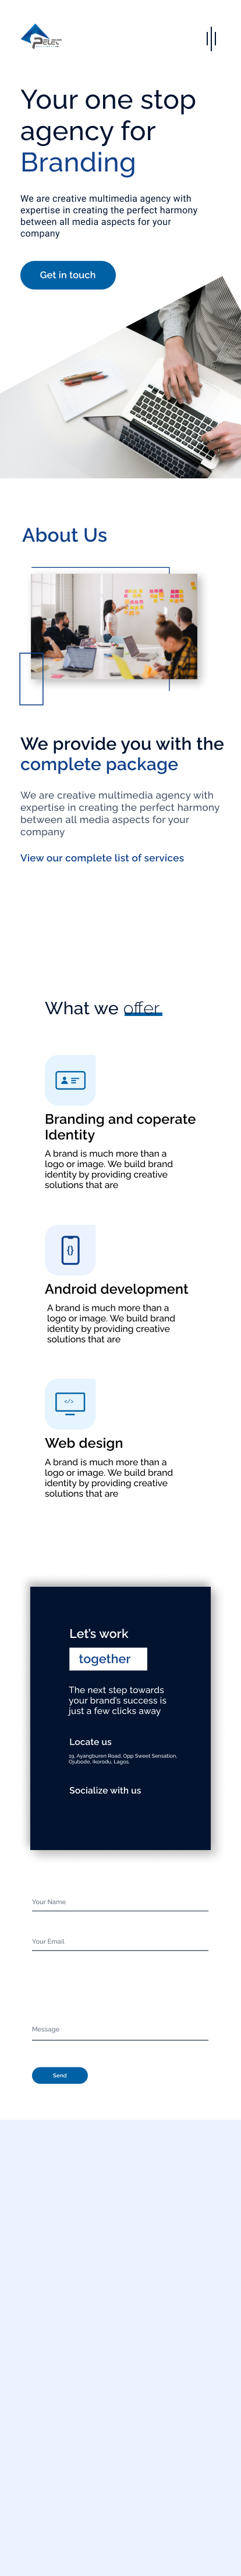 Your one stop
agency for
Branding
We are creative multimedia agency with
expertise in creating the perfect harmony
between all media aspects for your
company
Get in touch
About Us
We provide you with the
complete package
We are creative multimedia agency with
expertise in creating the perfect harmony
between all media aspects for your
company
View our complete list of services
What we offer
Branding and coperate
Identity
A brand is much more than a
logo or image. We build brand
identity by providing creative
solutions that are
{}
Android development
A brand is much more than a
logo or image. We build brand
identity by providing creative
solutions that are
</>
Web design
A brand is much more than a
logo or image. We build brand
identity by providing creative
solutions that are
Let's work
together
The next step towards
your brand's success is
just a few clicks away
Locate us
19, Ayangburen Road, Opp Sweet Sensation,
Ojubode, Ikorodu, Lagos.
Socialize with us
Your Name
Your Email
Message
Send